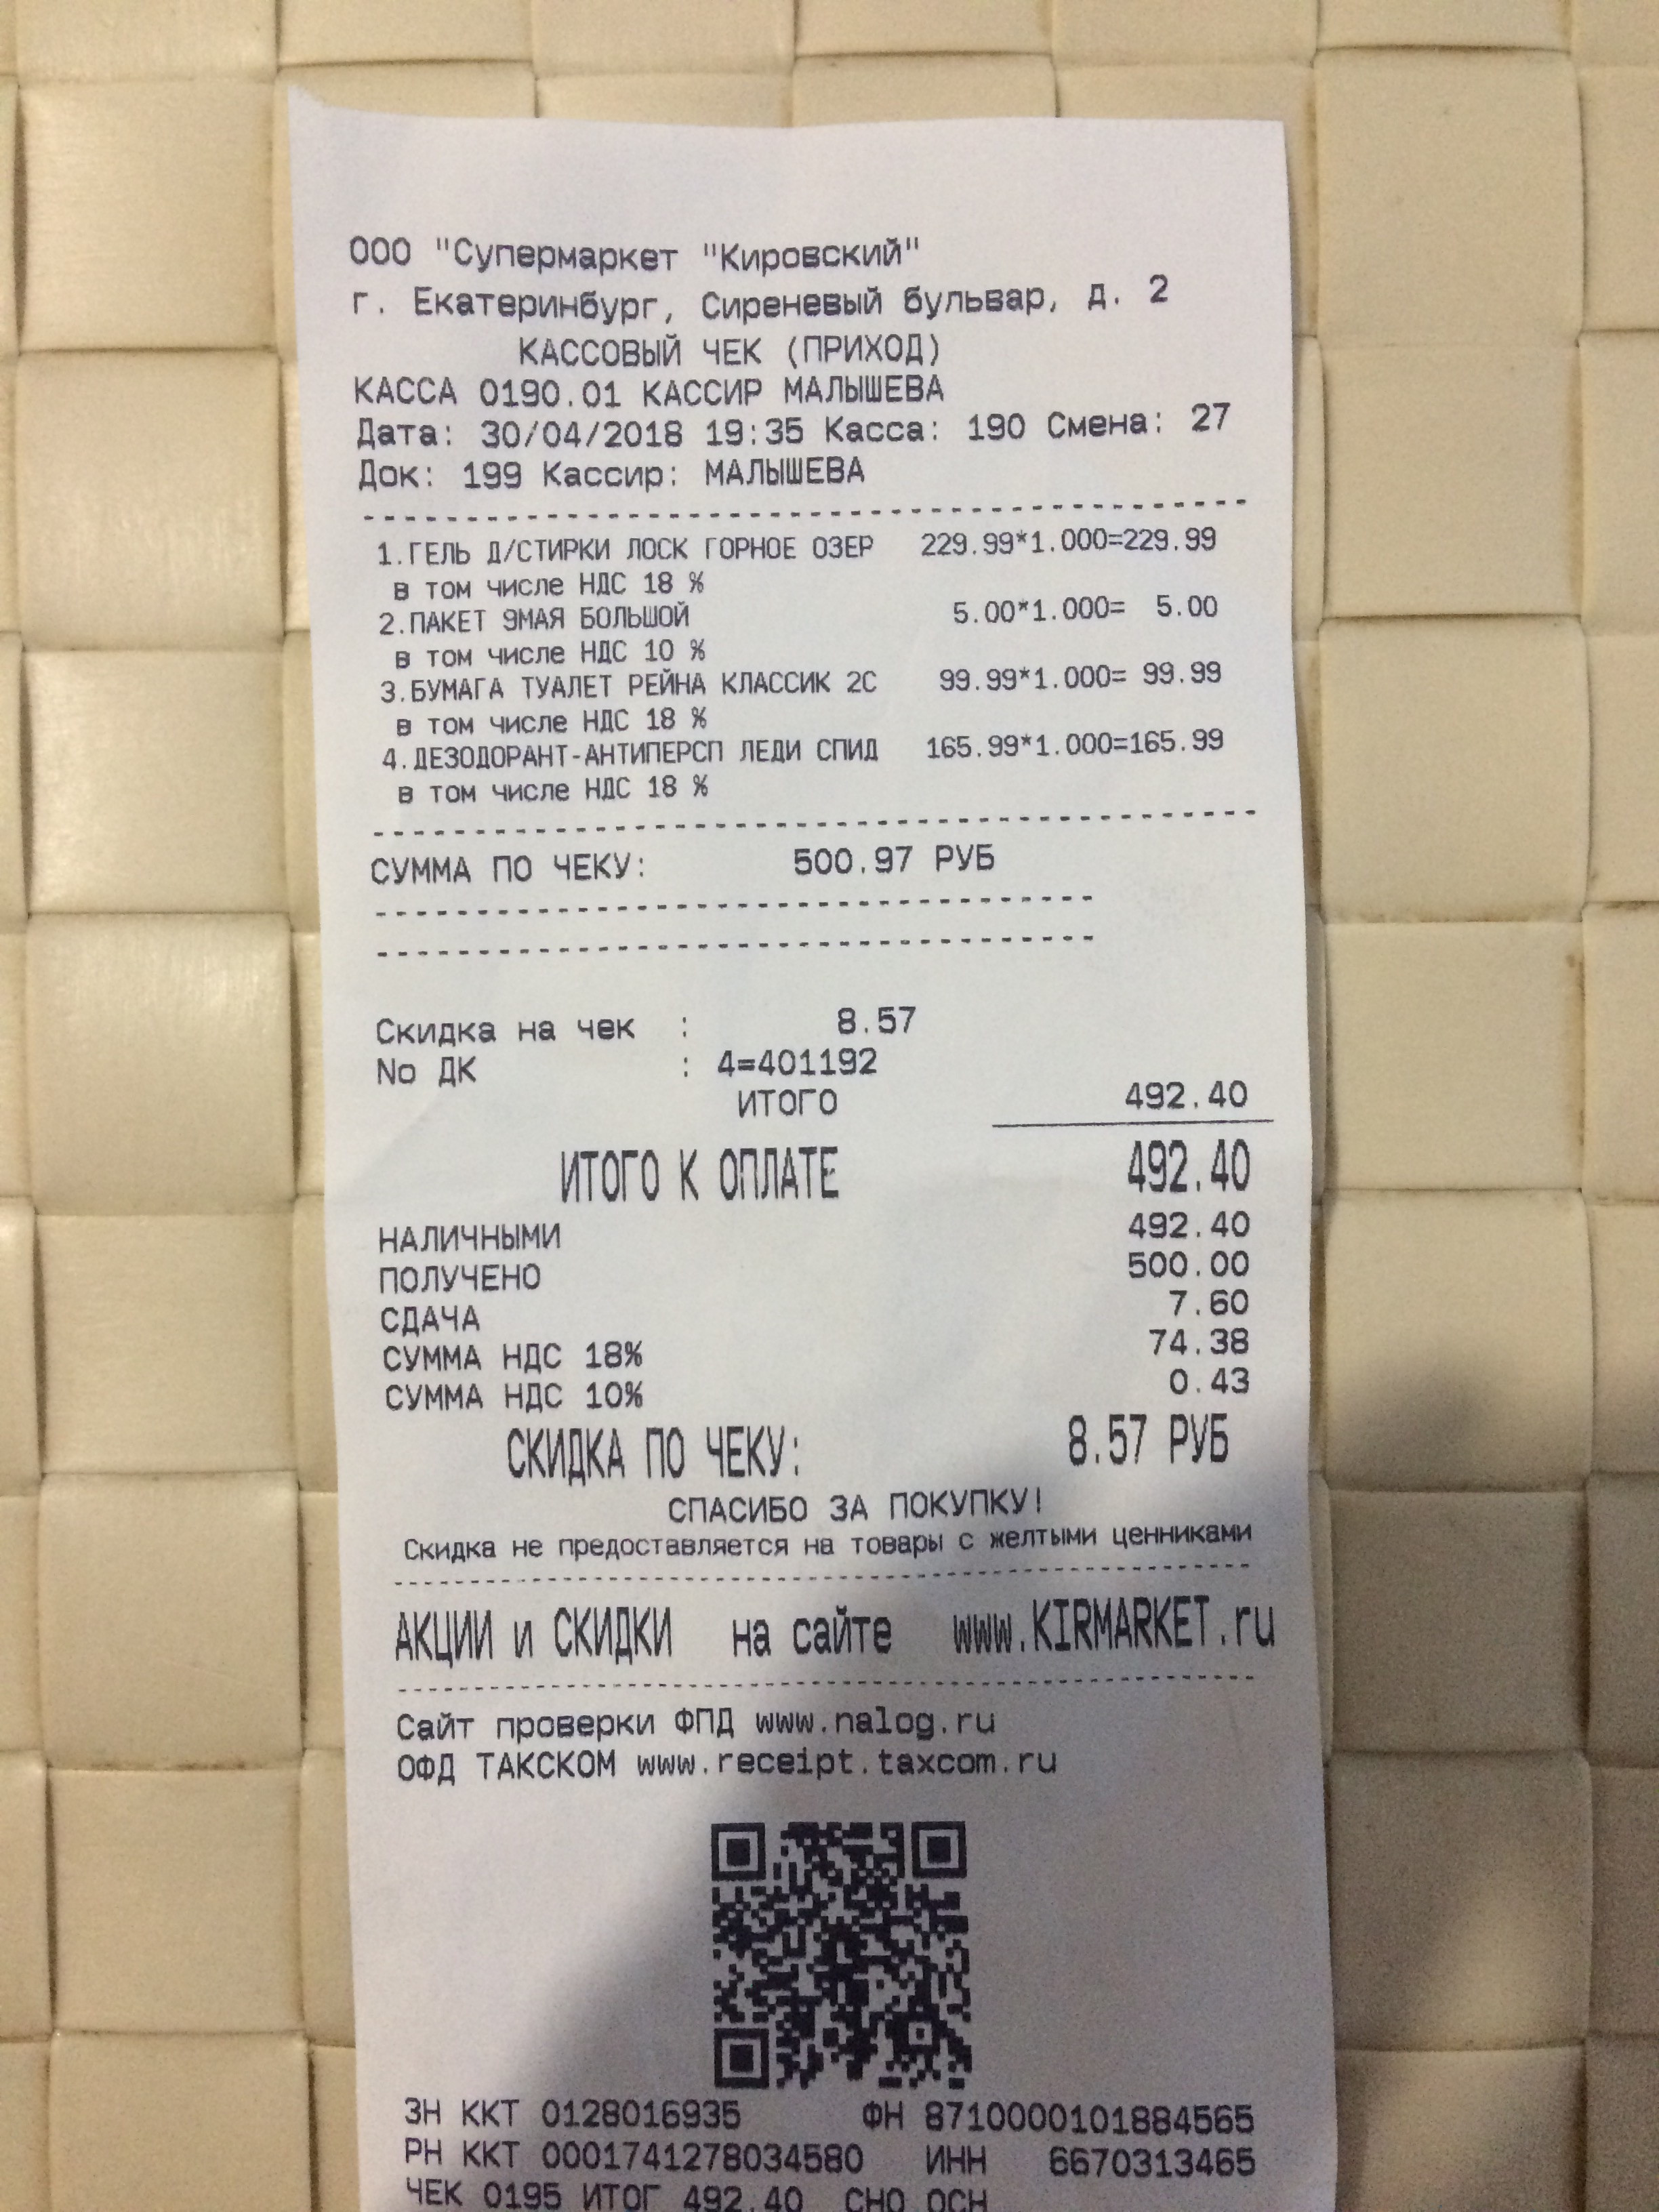 ООО "Супермаркет "Кировский"
г. Екатеринбург, Сиреневый бульвар, д. 2
КАССОВЫЙ ЧЕК (ПРИХОД)
КАССА 0190.01 КАССИР МАЛЫШЕВА
Дата: 30/04/2018 19:35 Касса: 190 Смена: 27
Док: 199 Кассир: МАЛЫШЕВА
1.ГЕЛЬ Д/СТИРКИ ЛОСК ГОРНОЕ ОЗЕР 229.99*1.000=229.99
в том числе НДС 18 %
2.ПАКЕТ 9МАЯ БОЛЬШОЙ 5.00*1.000= 5.00
в том числе НДС 10 %
3.БУМАГА ТУАЛЕТ РЕЙНА КЛАССИК 2С 99.99*1.000= 99.99
в том числе НДС 18 %
4.ДЕЗОДОРАНТ-АНТИПЕРСП ЛЕДИ СПИД 165.99*1.000=165.99
в том числе НДС 18 %
СУММА ПО ЧЕКУ: 500.97 РУБ
Скидка на чек : 8.57
No ДК : 4=401192
ИТОГО 492.40
ИТОГО К ОПЛАТЕ 492.40
НАЛИЧНЫМИ 492.40
ПОЛУЧЕНО 500.00
СДАЧА 7.60
СУММА НДС 18% 74.38
СУММА НДС 10% 0.43
СКИДКА ПО ЧЕКУ: 8.57 РУБ
СПАСИБО ЗА ПОКУПКУ!
Скидка не предоставляется на товары с желтыми ценниками
АКЦИИ и СКИДКИ на сайте www.KIRMARKET.ru
Сайт проверки ФПД www.nalog.ru
ОФД ТАКСКОМ www.receipt.taxcom.ru
ЗН ККТ 0128016935 ФН 8710000101884565
РН ККТ 0001741278034580 ИНН 6670313465
ЧЕК 0195 ИТОГ 492.40 СНО ОСН